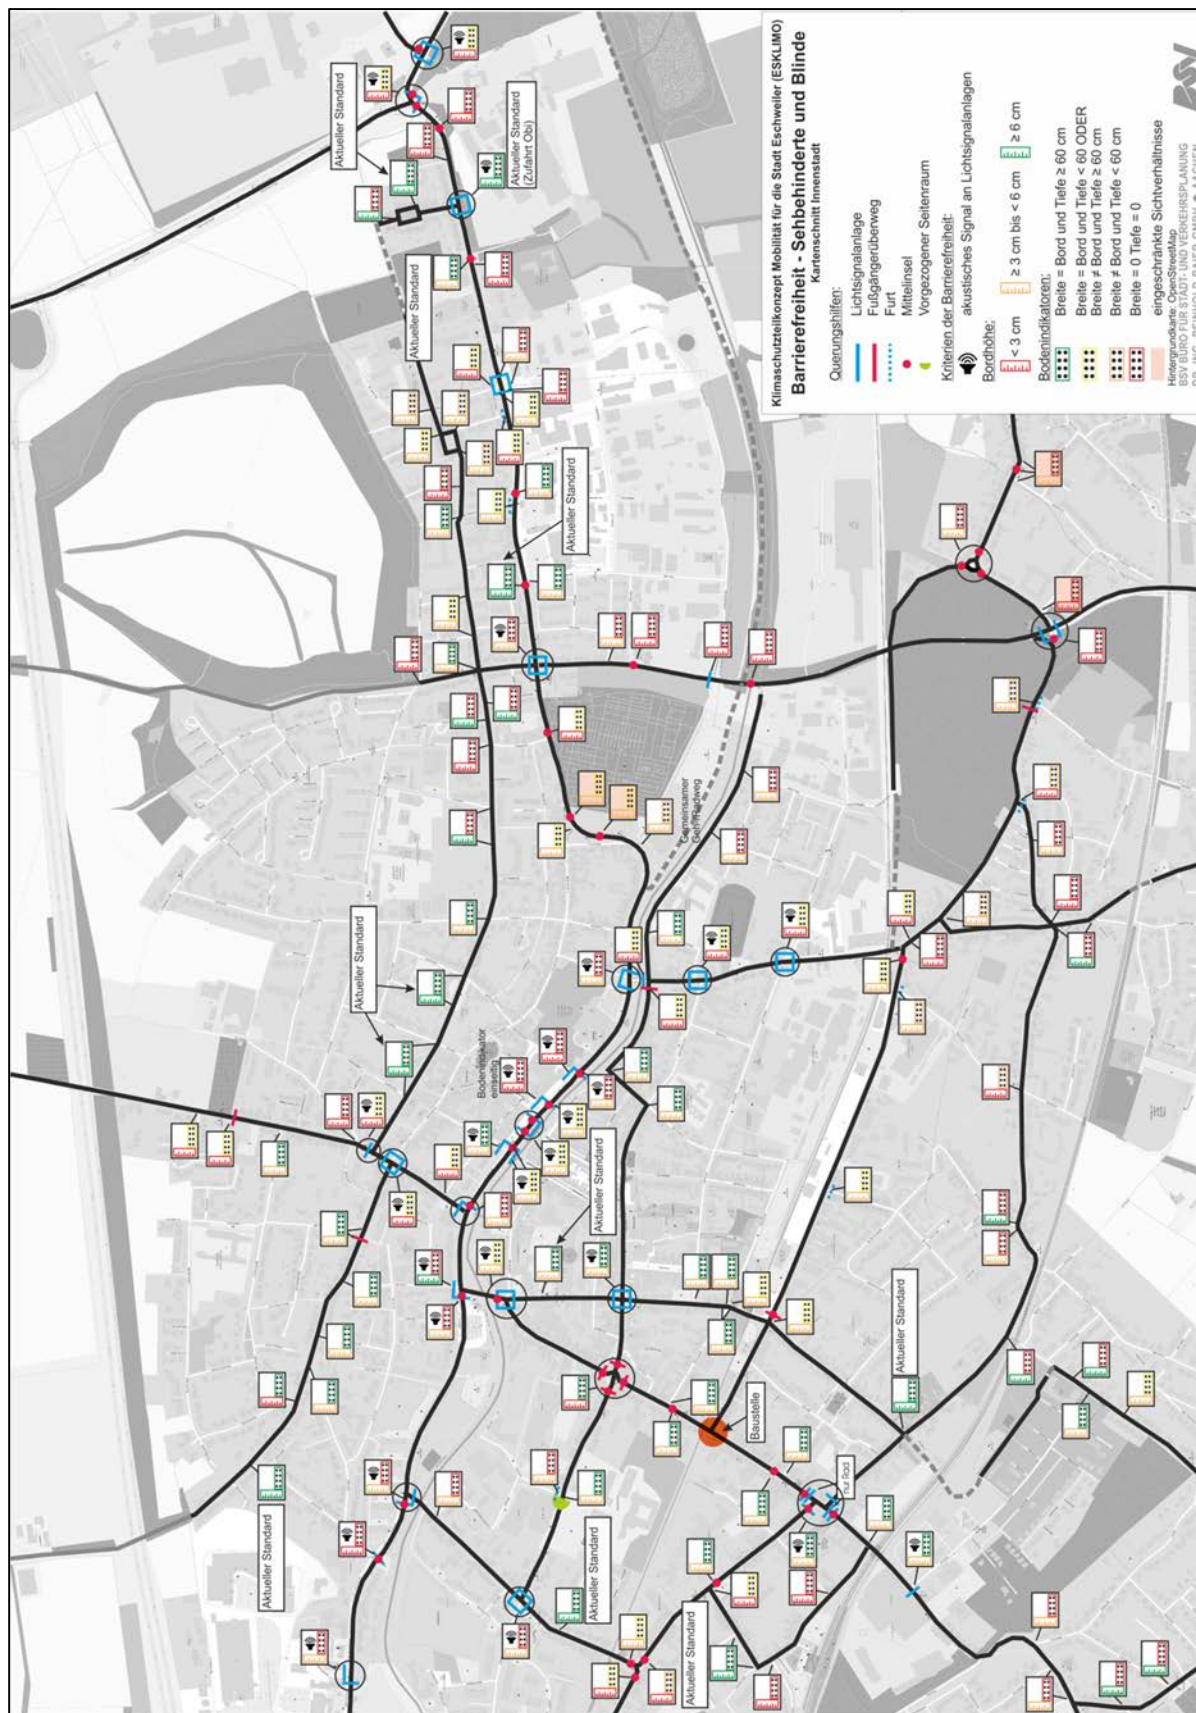 Klimaschutzteilkonzept Mobilität für die Stadt Eschweiler (ESKLIMO)
Barrierefreiheit - Sehbehinderte und Blinde
Kartenschnitt Innenstadt
Querungshilfen:
Lichtsignalanlage
Fußgängerüberweg
Furt
Mittelinsel
Vorgezogener Seitenraum
Kriterien der Barrierefreiheit:
akustisches Signal an Lichtsignalanlagen
Bordhöhe:
< 3 cm
≥ 3 cm bis < 6 cm
≥ 6 cm
Bodenindikatoren:
Breite = Bord und Tiefe ≥ 60 cm
Breite = Bord und Tiefe < 60 ODER
Breite ≠ Bord und Tiefe ≥ 60 cm
Breite ≠ Bord und Tiefe < 60 cm
Breite = 0 Tiefe = 0
eingeschränkte Sichtverhältnisse
Hintergrundkarte: OpenStreetMap
BSV BÜRO FÜR STADT- UND VERKEHRSPLANUNG
BSV
Aktueller Standard
Aktueller Standard
(Zufahrt Obi)
Aktueller Standard
Aktueller Standard
Gemeinsamer
Geh-/Radweg
Aktueller Standard
Bodenindikator
einseitig
Aktueller Standard
Aktueller Standard
Baustelle
nur Rad
Aktueller Standard
Aktueller Standard
Aktueller Standard